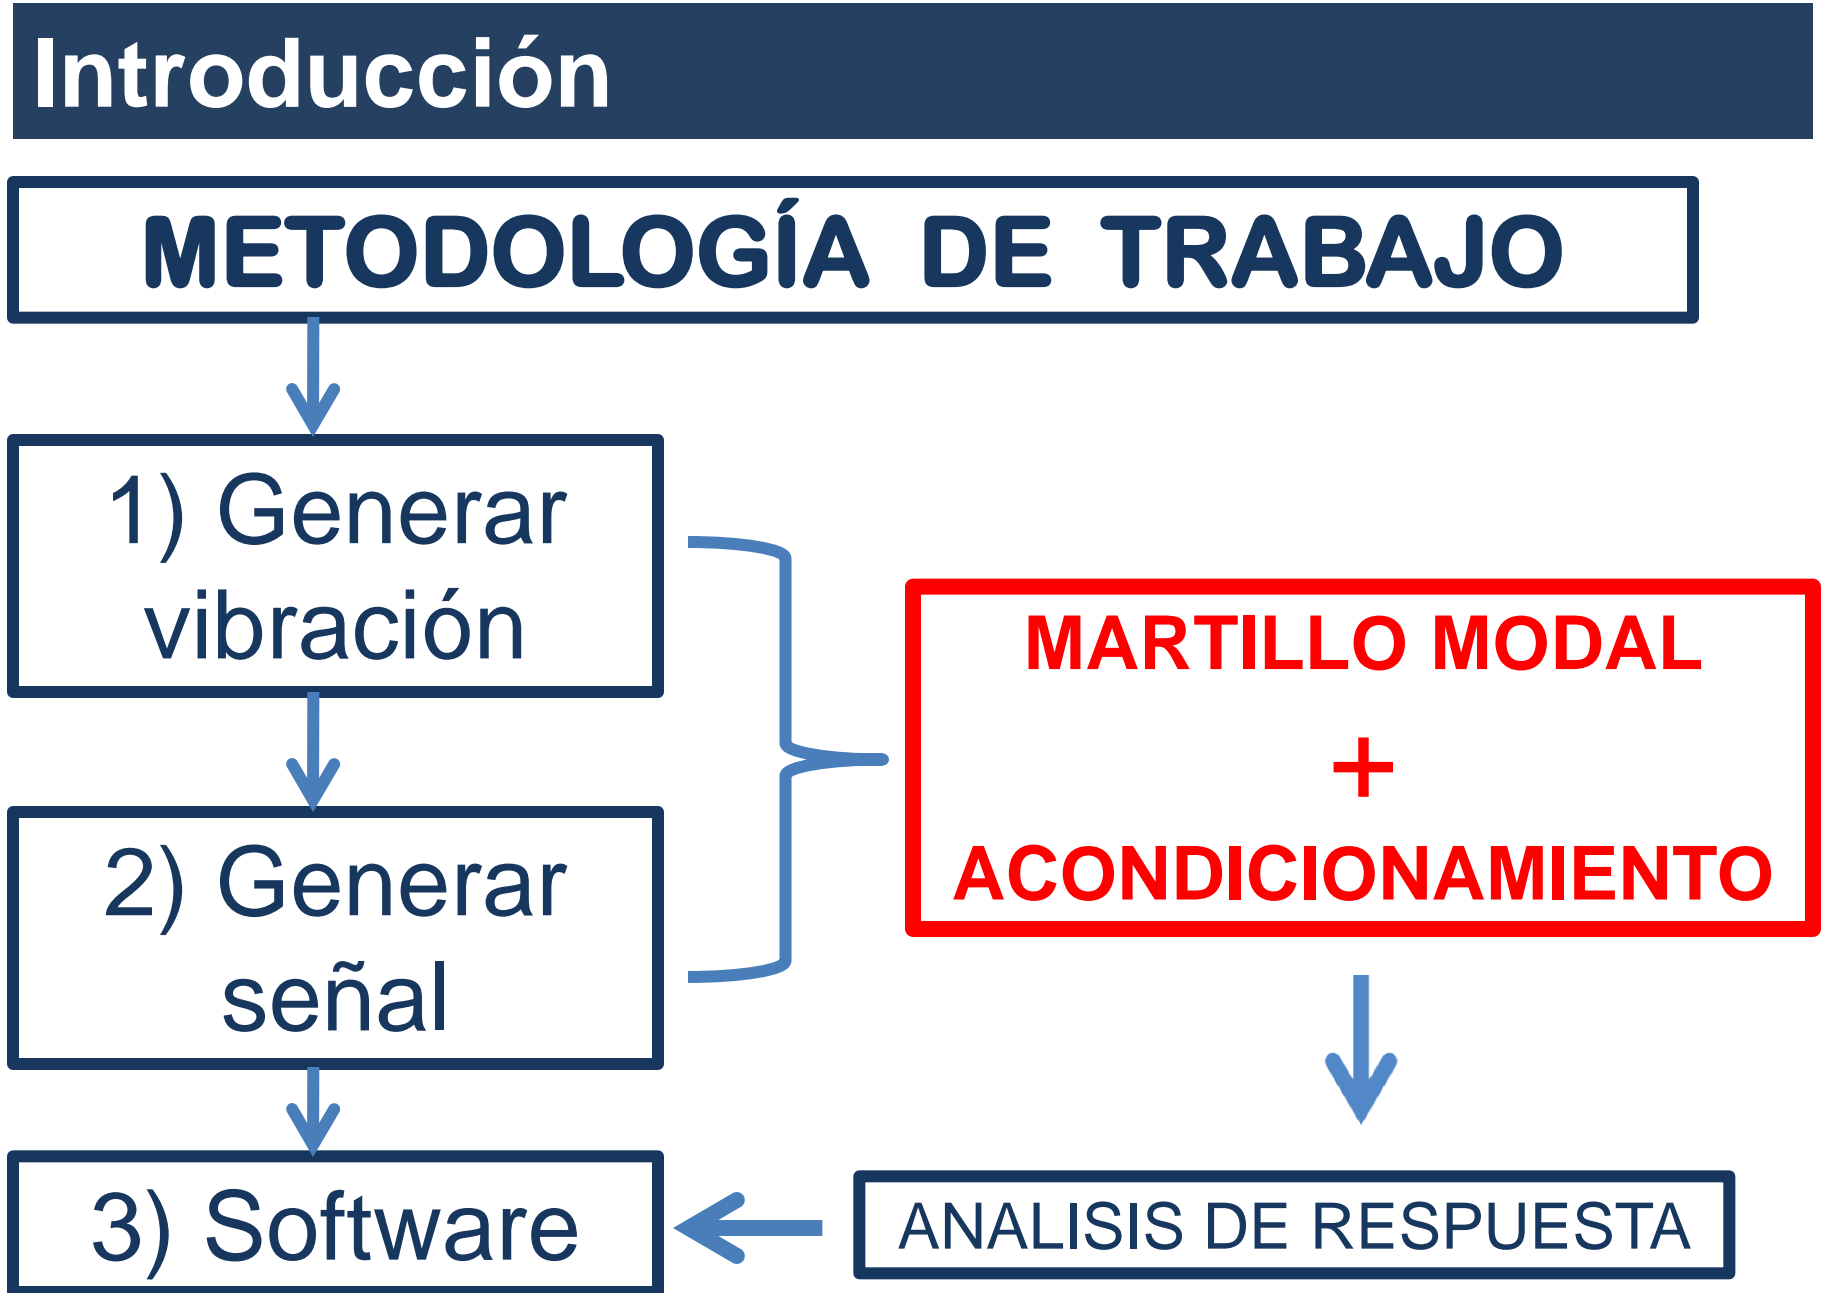 Introducción
METODOLOGÍA DE TRABAJO
1) Generar
vibración
2) Generar
señal
3) Software
MARTILLO MODAL
+
ACONDICIONAMIENTO
ANALISIS DE RESPUESTA